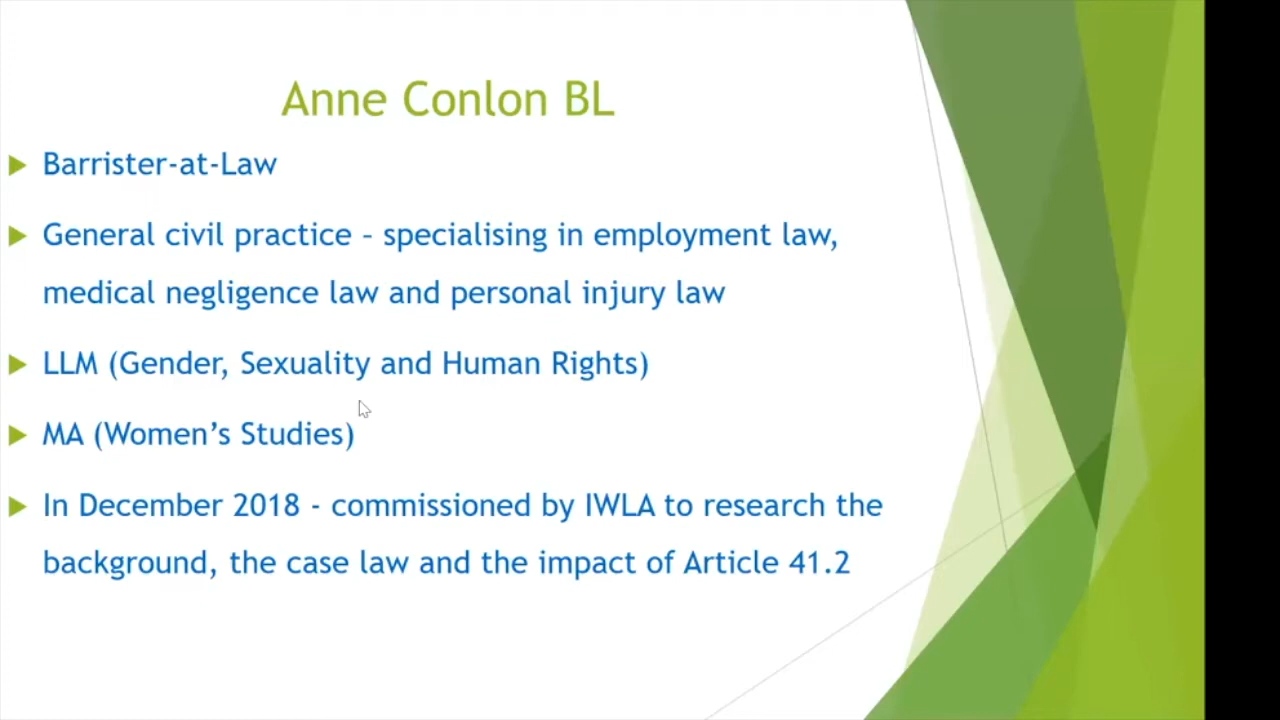 Anne Conlon BL
Barrister-at-Law
General civil practice – specialising in employment law,
medical negligence law and personal injury law
LLM (Gender, Sexuality and Human Rights)
MA (Women’s Studies)
In December 2018 - commissioned by IWLA to research the
background, the case law and the impact of Article 41.2